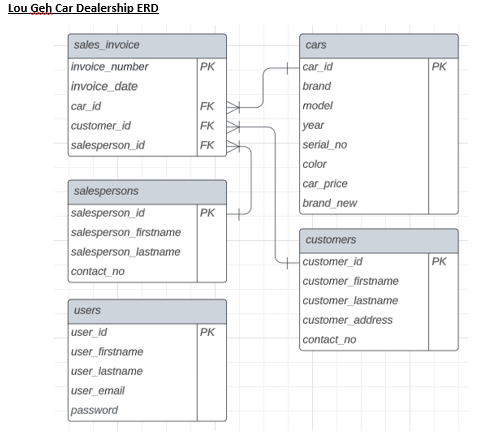 Lou Geh Car Dealership ERD
sales_invoice
invoice_number PK
invoice_date
car_id FK
customer_id FK
salesperson_id FK
cars
car_id PK
brand
model
year
serial_no
color
car_price
brand_new
salespersons
salesperson_id PK
salesperson_firstname
salesperson_lastname
contact_no
customers
customer_id PK
customer_firstname
customer_lastname
customer_address
contact_no
users
user_id PK
user_firstname
user_lastname
user_email
password